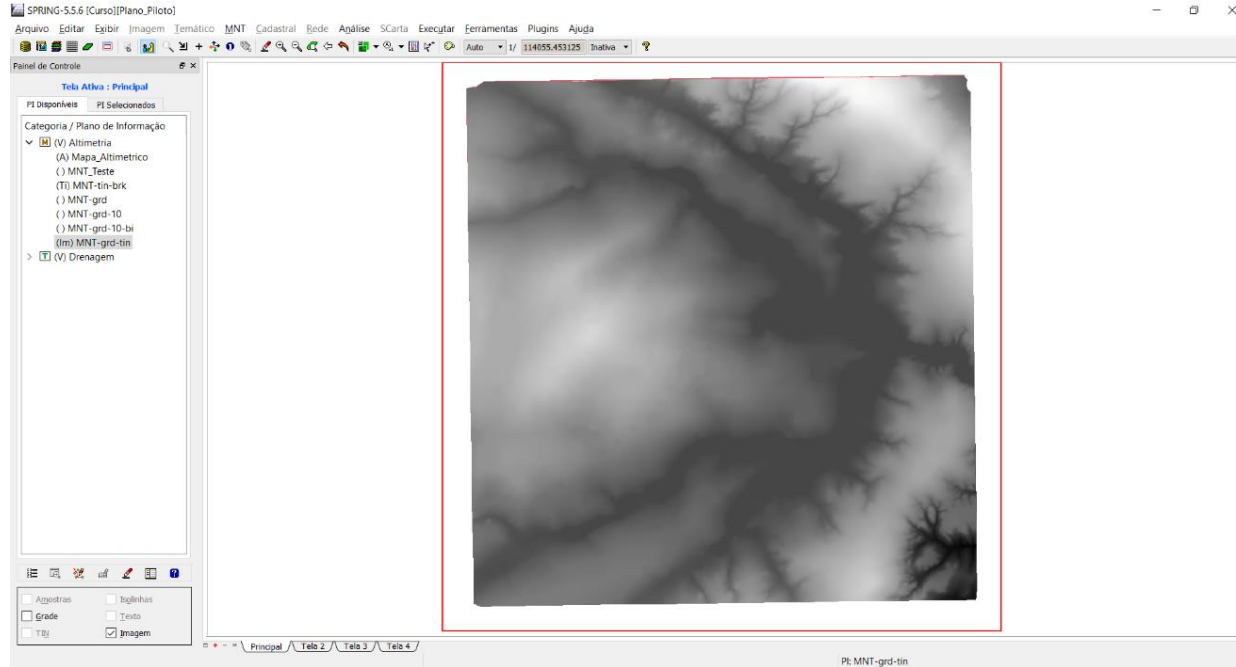 SPRING-5.5.6 [Curso][Plano_Piloto]
Arquivo Editar Exibir Imagem Temático MNT Cadastral Rede Análise SCarta Executar Ferramentas Plugins Ajuda
Auto 1/ 114055.453125 Inativa
Painel de Controle
Tela Ativa : Principal
PI Disponíveis PI Selecionados
Categoria / Plano de Informação
M (V) Altimetria
(A) Mapa_Altimetrico
( ) MNT_Teste
(Ti) MNT-tin-brk
( ) MNT-grd
( ) MNT-grd-10
( ) MNT-grd-10-bi
(Im) MNT-grd-tin
T (V) Drenagem
Amostras Isolinhas
Grade Texto
TIN Imagem
Principal Tela 2 Tela 3 Tela 4
PI: MNT-grd-tin